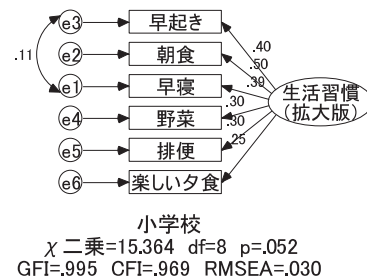 e3 早起き
.40
e2 朝食
.50
.11
e1 早寝
.39
生活習慣
(拡大版)
e4 野菜
.30
e5 排便
.30
e6 楽しい夕食
.25
小学校
χ二乗=15.364 df=8 p=.052
GFI=.995 CFI=.969 RMSEA=.030